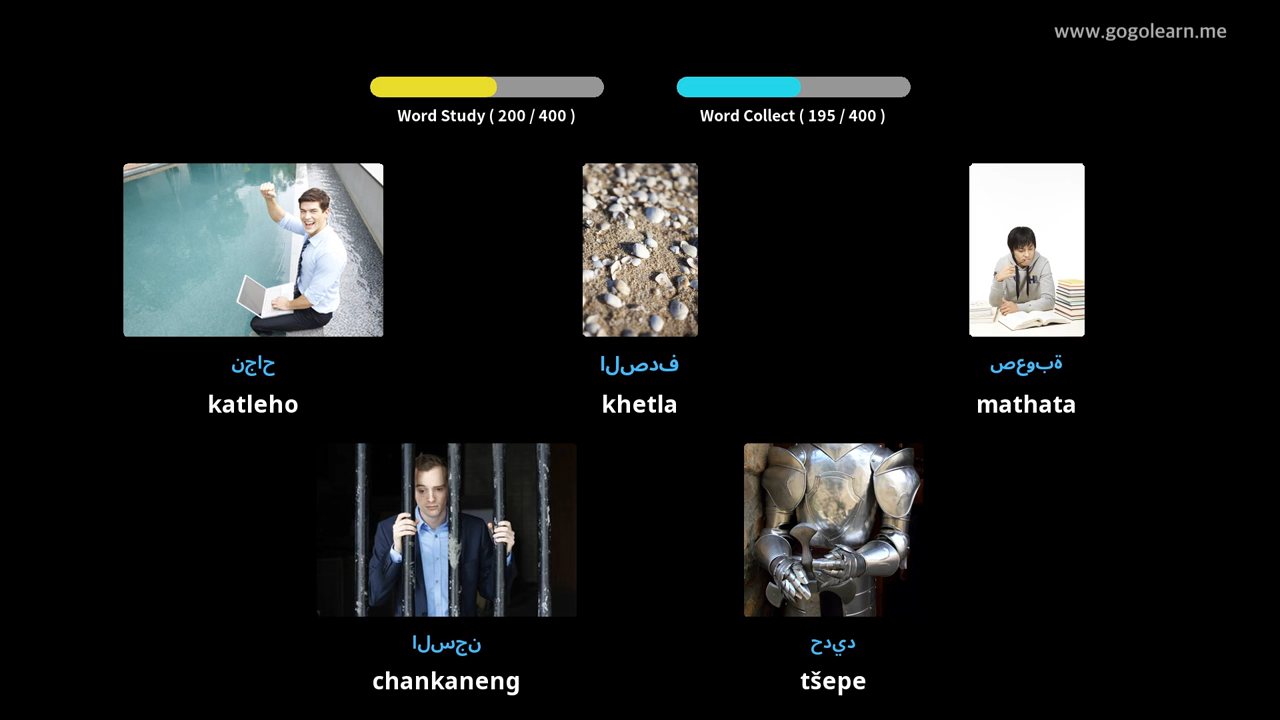 www.gogolearn.me
Word Study ( 200 / 400 )
Word Collect ( 195 / 400 )
نجاح
الصدف
صعوبة
katleho
khetla
mathata
السجن
حديد
chankaneng
tšepe